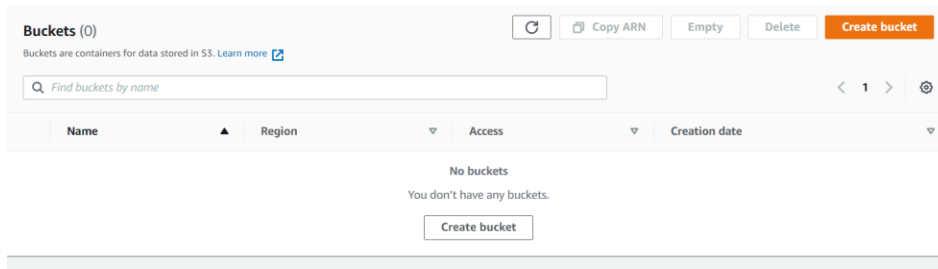 Buckets (0)
Copy ARN
Empty
Delete
Create bucket
Buckets are containers for data stored in S3. Learn more
Find buckets by name
1
Name
Region
Access
Creation date
No buckets
You don't have any buckets.
Create bucket